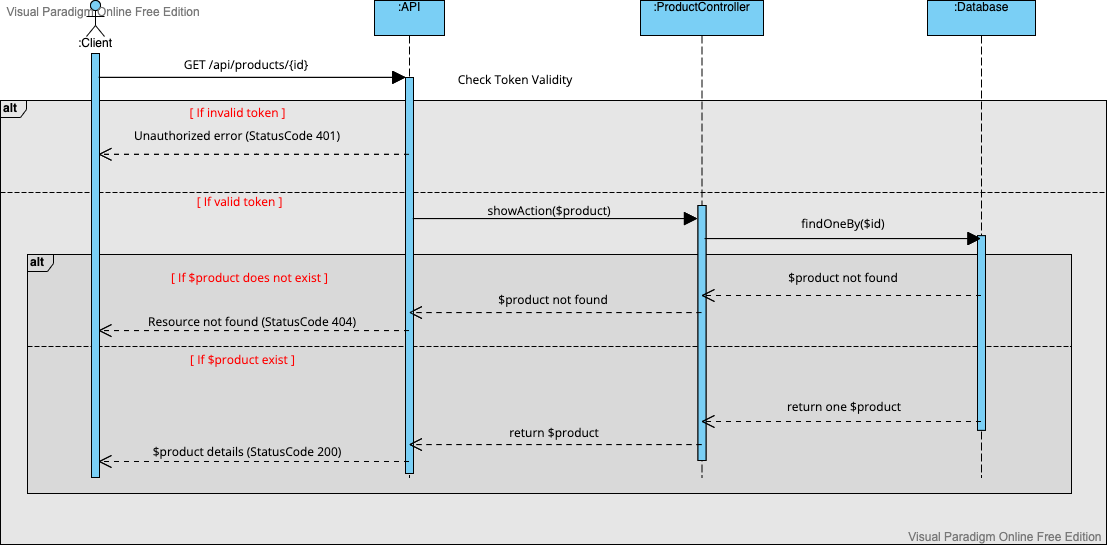 Visual Paradigm Online Free Edition
:Client
:API
:ProductController
:Database
GET /api/products/{id}
Check Token Validity
alt
[ If invalid token ]
Unauthorized error (StatusCode 401)
[ If valid token ]
showAction($product)
findOneBy($id)
alt
[ If $product does not exist ]
$product not found
$product not found
Resource not found (StatusCode 404)
[ If $product exist ]
return one $product
return $product
$product details (StatusCode 200)
Visual Paradigm Online Free Edition